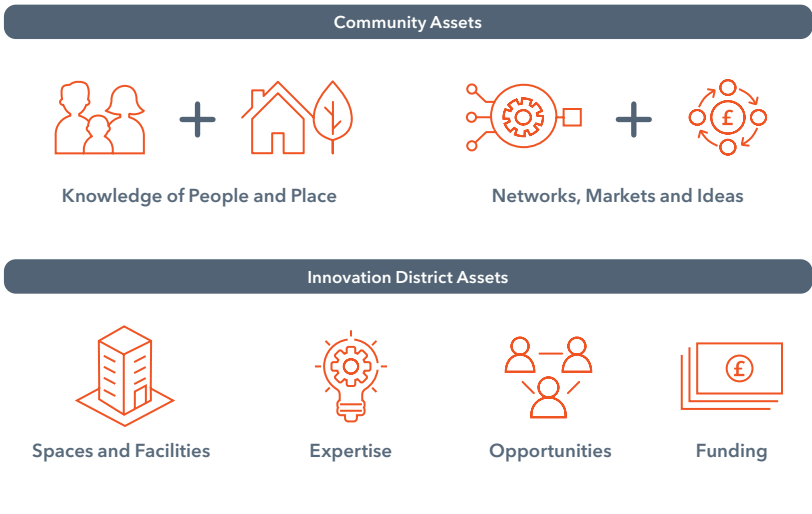 Community Assets
£
Knowledge of People and Place
Networks, Markets and Ideas
Innovation District Assets
£
Spaces and Facilities
Expertise
Opportunities
Funding